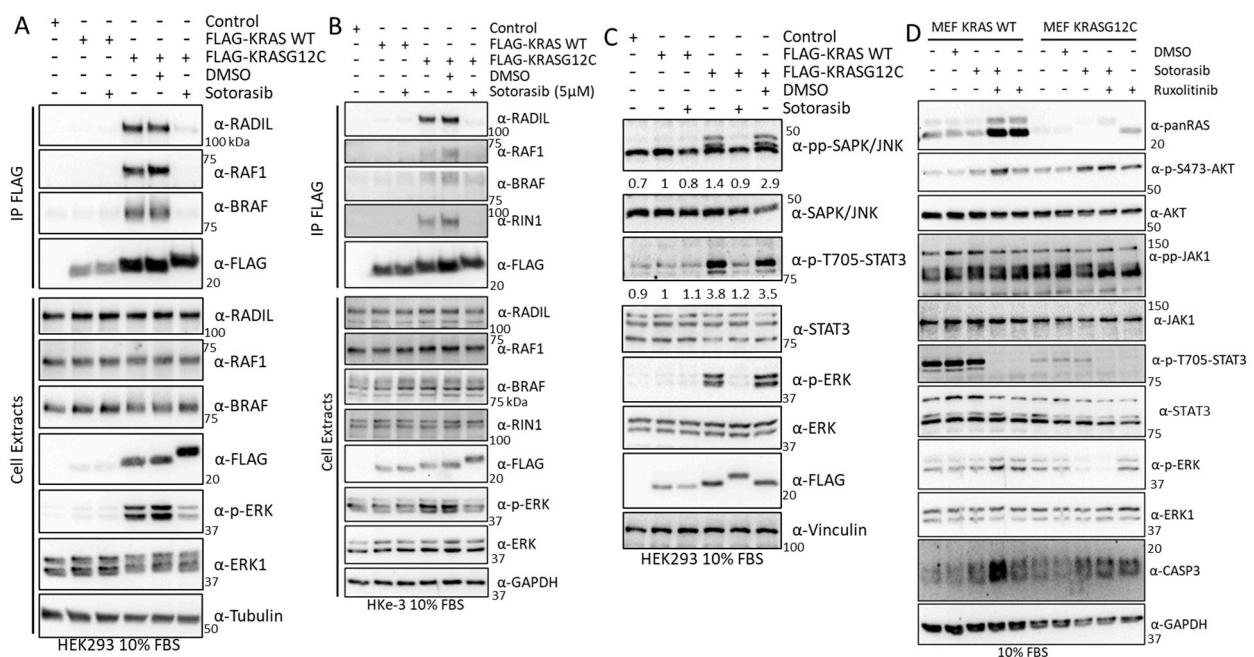 A
+ - - - - - Control
- + + - - - FLAG-KRAS WT
- - - + + + FLAG-KRASG12C
- - - - + - DMSO
- - + - - + Sotorasib
IP FLAG
α-RADIL
100 kDa
75
α-RAF1
α-BRAF
75
α-FLAG
20
Cell Extracts
α-RADIL
100
75
α-RAF1
α-BRAF
75
α-FLAG
20
α-p-ERK
37
α-ERK1
37
α-Tubulin
50
HEK293 10% FBS
B
+ - - - - - Control
- + + - - - FLAG-KRAS WT
- - - + + + FLAG-KRASG12C
- - - - + - DMSO
- - + - - + Sotorasib (5µM)
IP FLAG
α-RADIL
100
75
α-RAF1
α-BRAF
100
75
α-RIN1
α-FLAG
20
Cell Extracts
α-RADIL
100
75
α-RAF1
α-BRAF
75 kDa
α-RIN1
100
α-FLAG
20
α-p-ERK
37
α-ERK
37
α-GAPDH
37
HKe-3 10% FBS
C
+ - - - - - Control
- + + - - - FLAG-KRAS WT
- - - + + + FLAG-KRASG12C
- - - - - + DMSO
- - + - + - Sotorasib
50
α-pp-SAPK/JNK
0.7 1 0.8 1.4 0.9 2.9
50
α-SAPK/JNK
α-p-T705-STAT3
75
0.9 1 1.1 3.8 1.2 3.5
α-STAT3
75
α-p-ERK
37
α-ERK
37
α-FLAG
20
α-Vinculin
100
HEK293 10% FBS
D
MEF KRAS WT MEF KRASG12C
- + - - - - + - - - DMSO
- - + + - - - + + - Sotorasib
- - - + + - - - + + Ruxolitinib
α-panRAS
20
α-p-S473-AKT
50
α-AKT
50
150
α-pp-JAK1
150
α-JAK1
α-p-T705-STAT3
75
α-STAT3
75
α-p-ERK
37
α-ERK1
37
20
α-CASP3
α-GAPDH
37
10% FBS